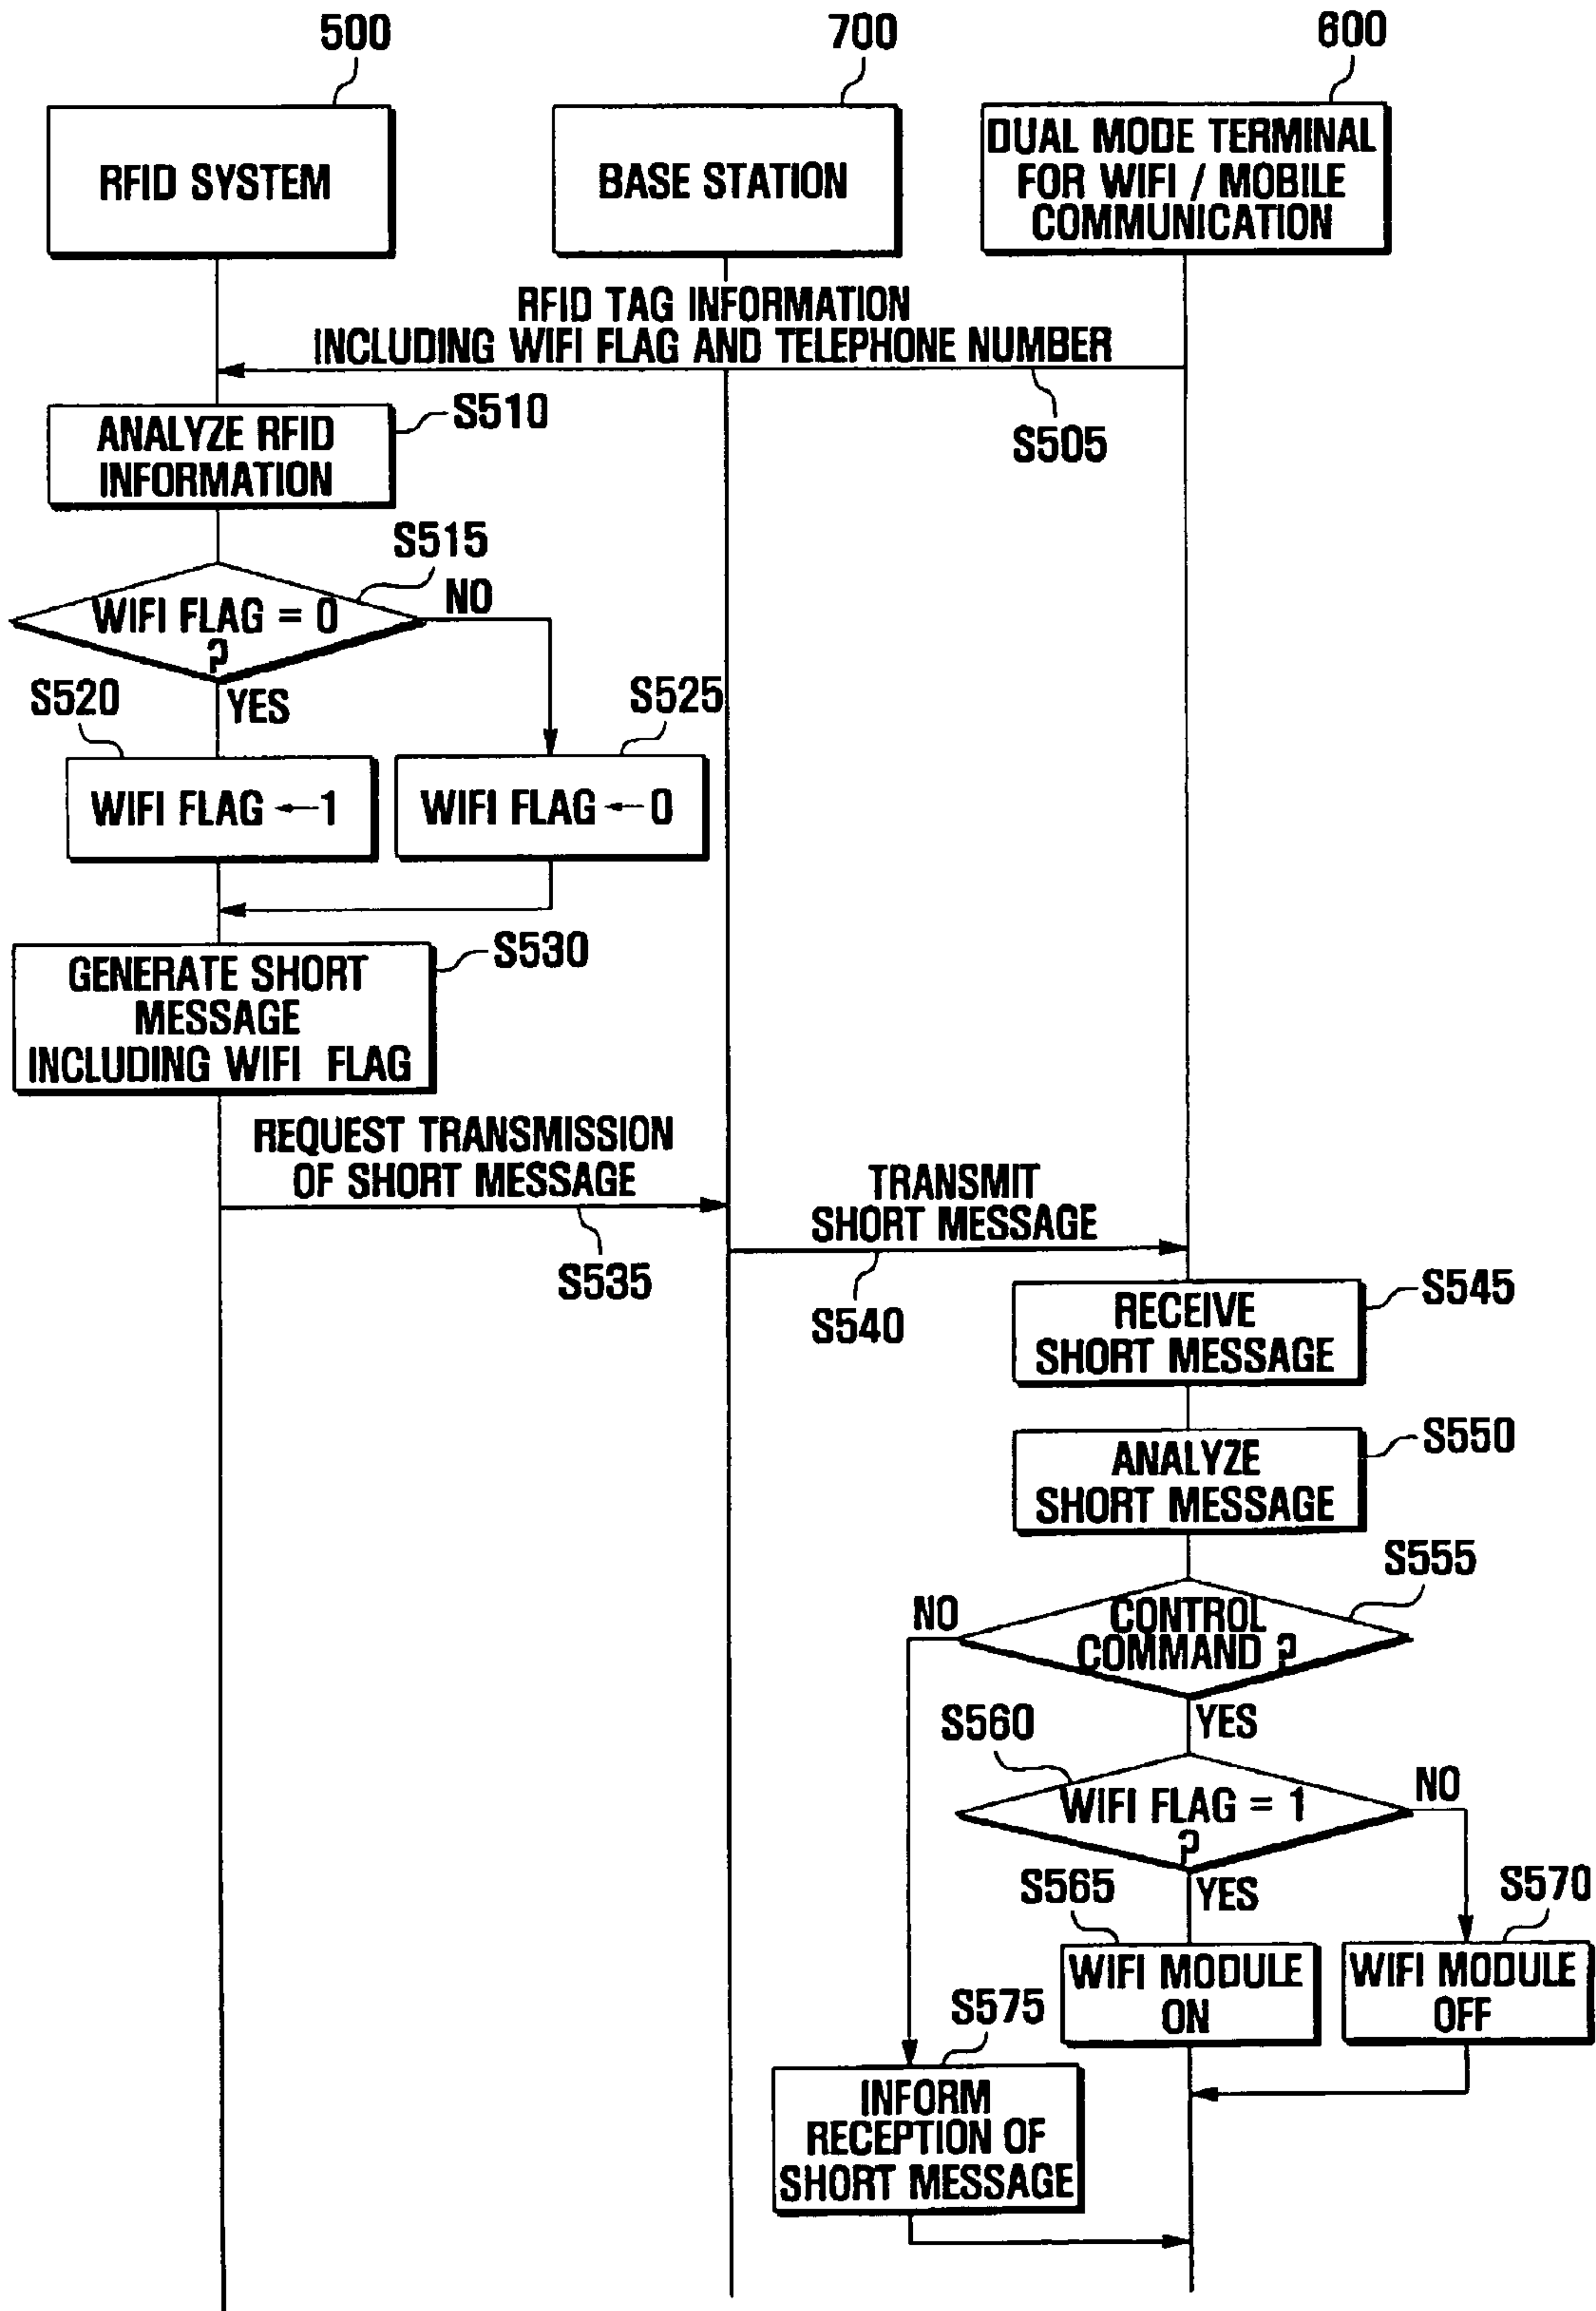 500
700
600
RFID SYSTEM
BASE STATION
DUAL MODE TERMINAL
FOR WIFI / MOBILE
COMMUNICATION
RFID TAG INFORMATION
INCLUDING WIFI FLAG AND TELEPHONE NUMBER
S505
ANALYZE RFID
INFORMATION
S510
S515
WIFI FLAG = 0
?
NO
YES
S520
S525
WIFI FLAG ← 1
WIFI FLAG ← 0
GENERATE SHORT
MESSAGE
INCLUDING WIFI FLAG
S530
REQUEST TRANSMISSION
OF SHORT MESSAGE
S535
TRANSMIT
SHORT MESSAGE
S540
RECEIVE
SHORT MESSAGE
S545
ANALYZE
SHORT MESSAGE
S550
S555
CONTROL
COMMAND ?
NO
YES
S560
WIFI FLAG = 1
?
NO
YES
S565
S570
WIFI MODULE
ON
WIFI MODULE
OFF
S575
INFORM
RECEPTION OF
SHORT MESSAGE